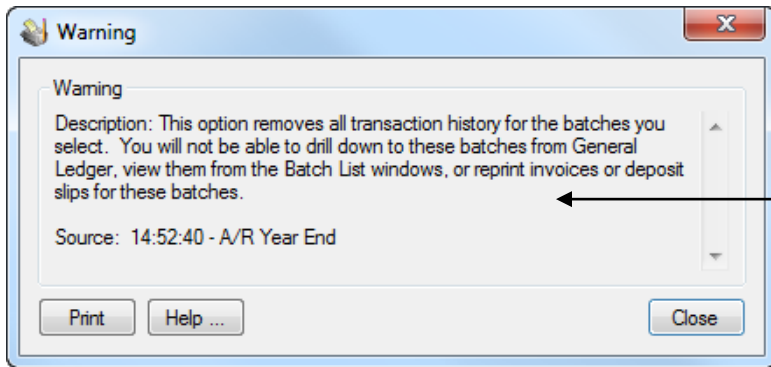 Warning
Warning
Description: This option removes all transaction history for the batches you
select.  You will not be able to drill down to these batches from General
Ledger, view them from the Batch List windows, or reprint invoices or deposit
slips for these batches.
Source:  14:52:40 - A/R Year End
Print
Help ...
Close